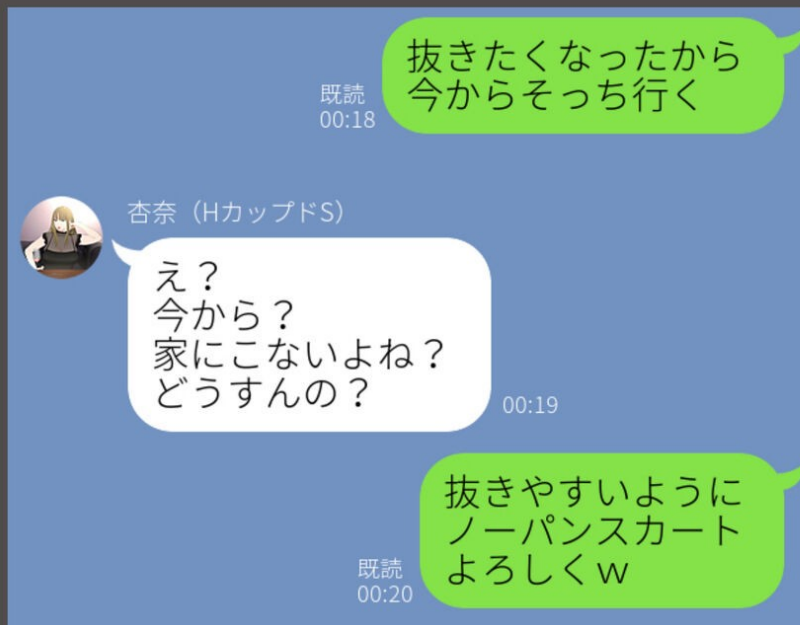 抜きたくなったから
今からそっち行く
既読
00:18
杏奈（HカップドS）
え？
今から？
家にこないよね？
どうすんの？
00:19
抜きやすいように
ノーパンスカート
よろしくｗ
既読
00:20